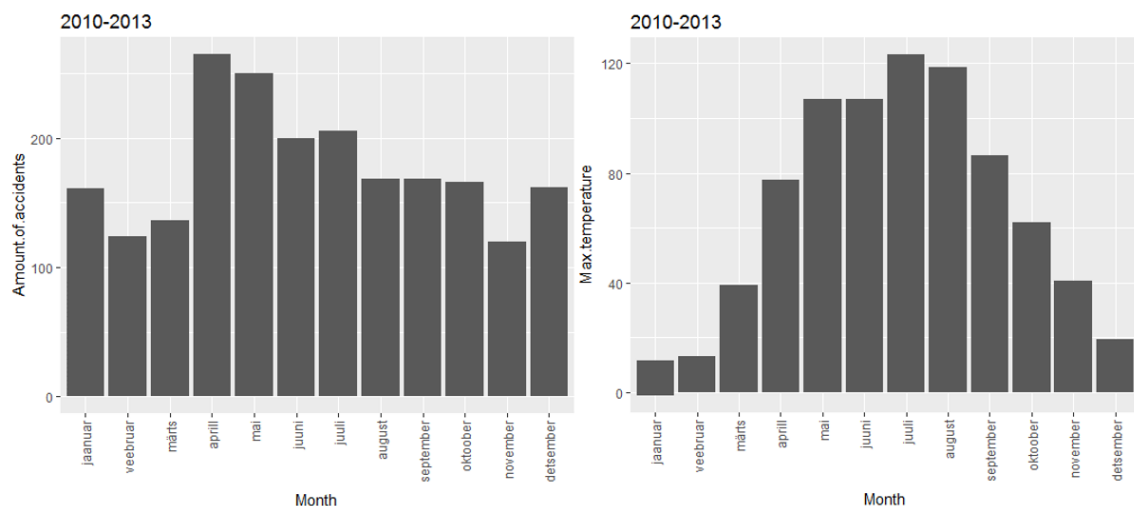 2010-2013
Amount.of.accidents
200
100
0
jaanuar
veebruar
märts
aprill
mai
juuni
juuli
august
september
oktoober
november
detsember
Month
2010-2013
Max.temperature
120
80
40
0
jaanuar
veebruar
märts
aprill
mai
juuni
juuli
august
september
oktoober
november
detsember
Month